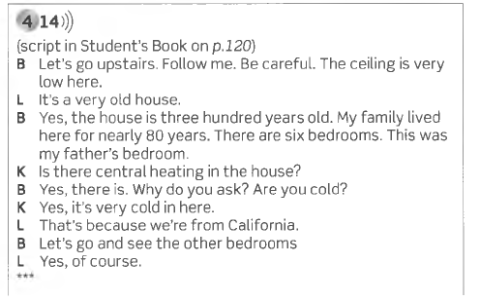 4 14)))
(script in Student's Book on p.120)
B Let's go upstairs. Follow me. Be careful. The ceiling is very
low here.
L It's a very old house.
B Yes, the house is three hundred years old. My family lived
here for nearly 80 years. There are six bedrooms. This was
my father's bedroom.
K Is there central heating in the house?
B Yes, there is. Why do you ask? Are you cold?
K Yes, it's very cold in here.
L That's because we're from California.
B Let's go and see the other bedrooms
L Yes, of course.
***